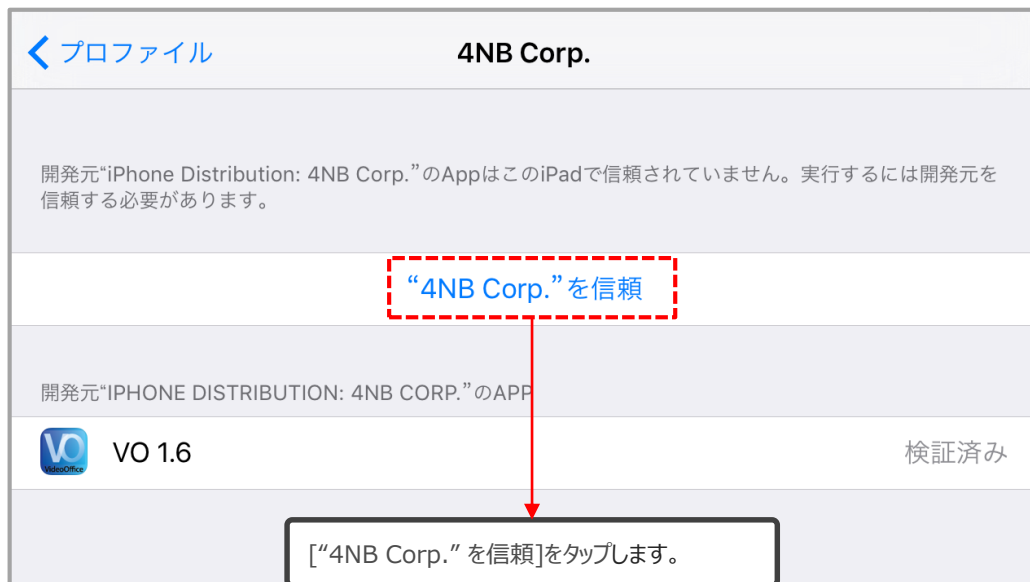 プロファイル
4NB Corp.
開発元“iPhone Distribution: 4NB Corp.”のAppはこのiPadで信頼されていません。実行するには開発元を
信頼する必要があります。
“4NB Corp.”を信頼
開発元“IPHONE DISTRIBUTION: 4NB CORP.”のAPP
VO
VideoOffice
VO 1.6
検証済み
[“4NB Corp.” を信頼]をタップします。